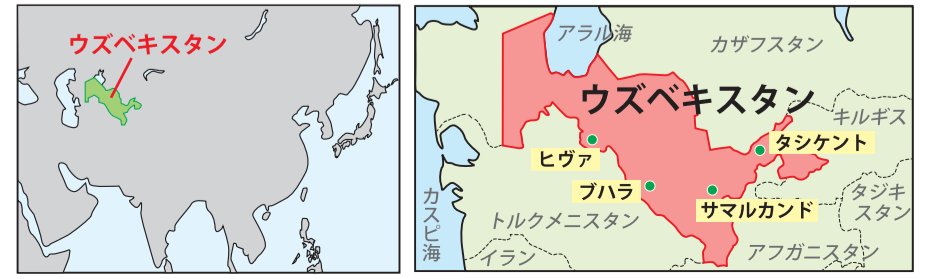 ウズベキスタン
アラル海
カザフスタン
ウズベキスタン
キルギス
タシケント
ヒヴァ
ブハラ
サマルカンド
タジキ
スタン
カスピ海
トルクメニスタン
イラン
アフガニスタン